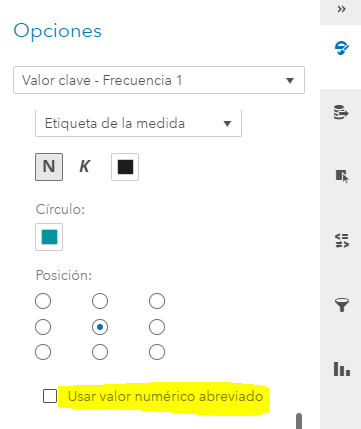 Opciones
Valor clave - Frecuencia 1
Etiqueta de la medida
N K
Círculo:
Posición:
Usar valor numérico abreviado